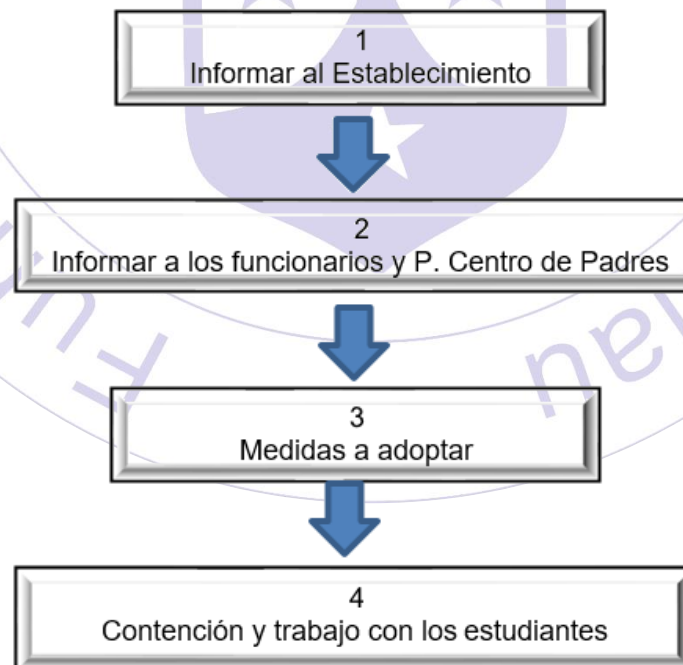 1
Informar al Establecimiento
2
Informar a los funcionarios y P. Centro de Padres
3
Medidas a adoptar
4
Contención y trabajo con los estudiantes